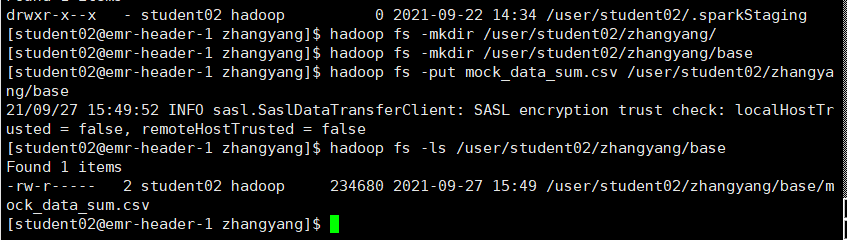 drwxr-x--x   - student02 hadoop          0 2021-09-22 14:34 /user/student02/.sparkStaging
[student02@emr-header-1 zhangyang]$ hadoop fs -mkdir /user/student02/zhangyang/
[student02@emr-header-1 zhangyang]$ hadoop fs -mkdir /user/student02/zhangyang/base
[student02@emr-header-1 zhangyang]$ hadoop fs -put mock_data_sum.csv /user/student02/zhangya
ng/base
21/09/27 15:49:52 INFO sasl.SaslDataTransferClient: SASL encryption trust check: localHostTr
usted = false, remoteHostTrusted = false
[student02@emr-header-1 zhangyang]$ hadoop fs -ls /user/student02/zhangyang/base
Found 1 items
-rw-r-----   2 student02 hadoop     234680 2021-09-27 15:49 /user/student02/zhangyang/base/m
ock_data_sum.csv
[student02@emr-header-1 zhangyang]$